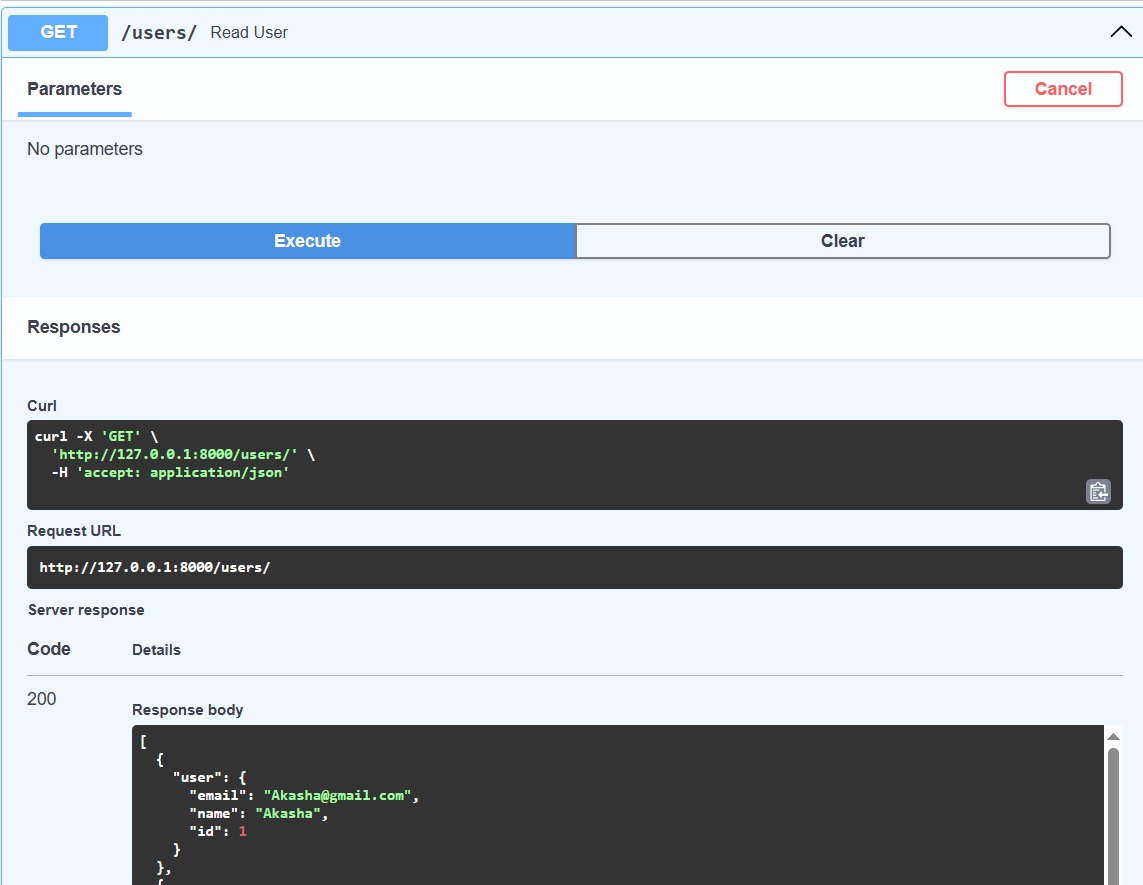 GET /users/ Read User
Parameters
Cancel
No parameters
Execute
Clear
Responses
Curl
curl -X 'GET' \
  'http://127.0.0.1:8000/users/' \
  -H 'accept: application/json'
Request URL
http://127.0.0.1:8000/users/
Server response
Code Details
200
Response body
[
  {
    "user": {
      "email": "Akasha@gmail.com",
      "name": "Akasha",
      "id": 1
    }
  },
  {